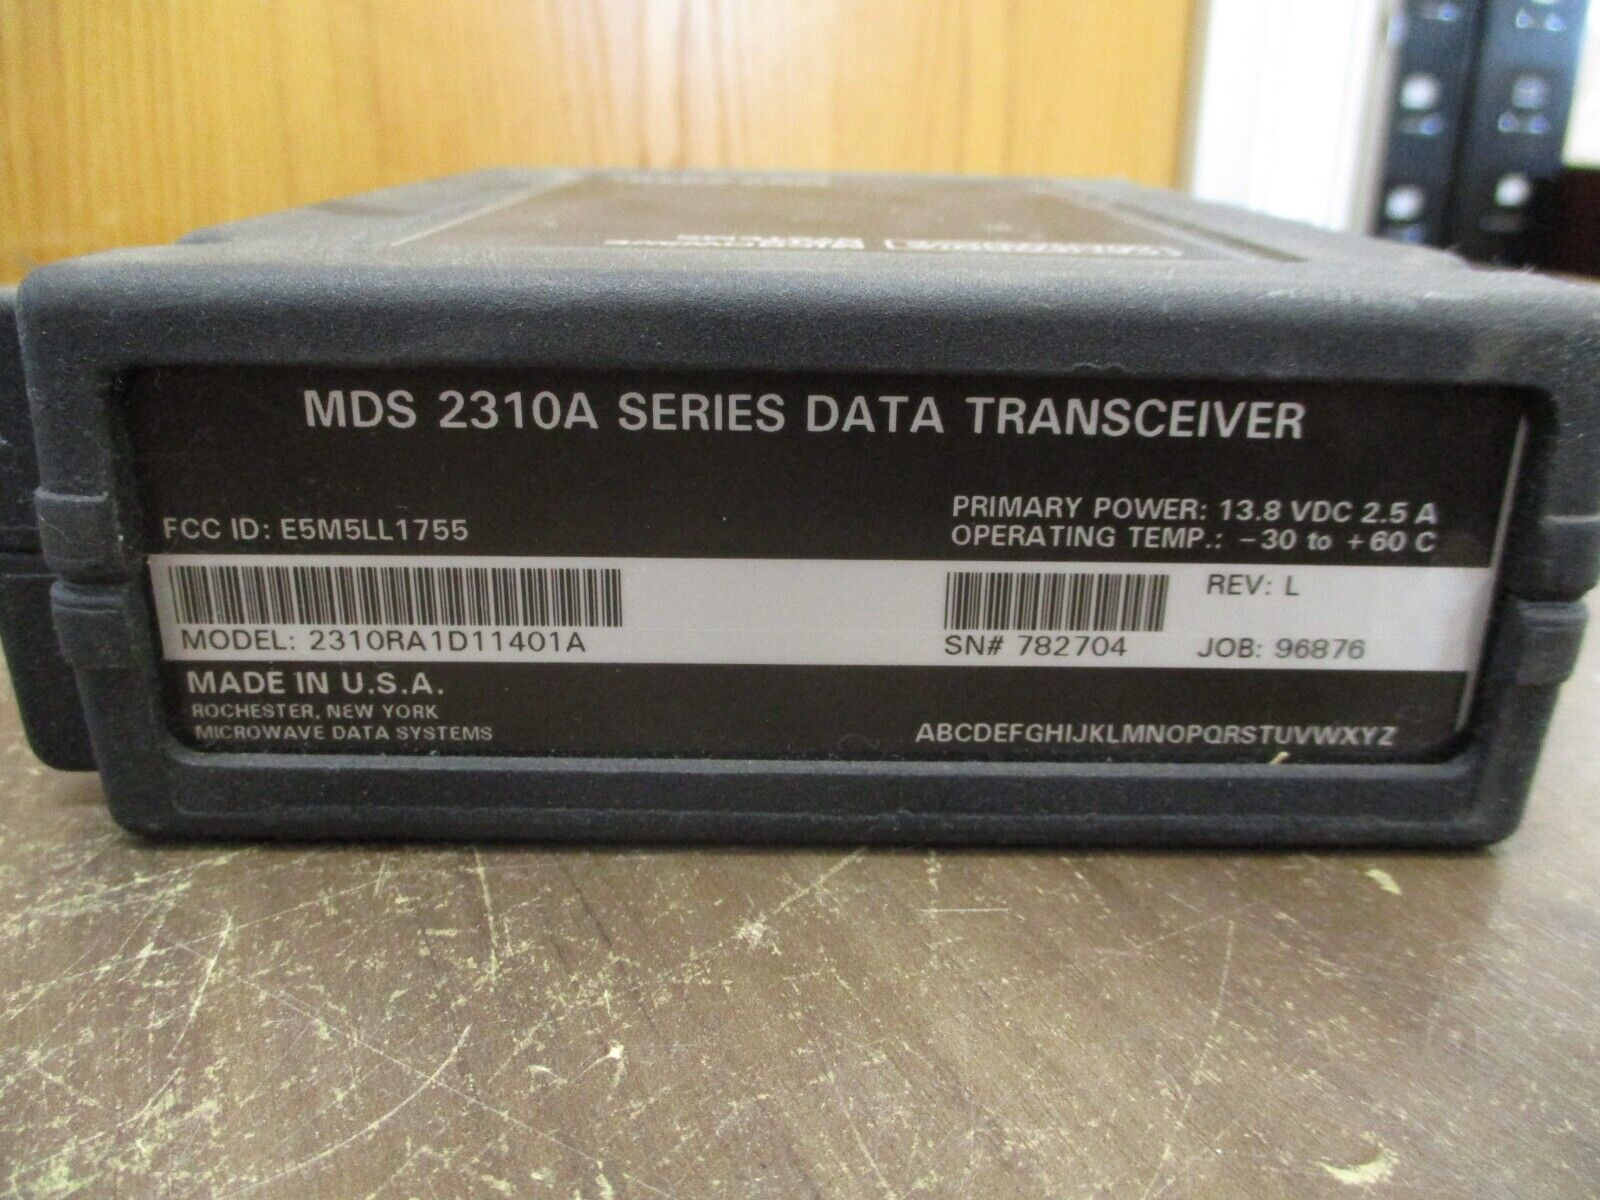 MDS 2310A SERIES DATA TRANSCEIVER
FCC ID: E5M5LL1755
PRIMARY POWER: 13.8 VDC 2.5 A
OPERATING TEMP.: -30 to +60 C
MODEL: 2310RA1D11401A
SN# 782704
REV: L
JOB: 96876
MADE IN U.S.A.
ROCHESTER, NEW YORK
MICROWAVE DATA SYSTEMS
ABCDEFGHIJKLMNOPQRSTUVWXYZ